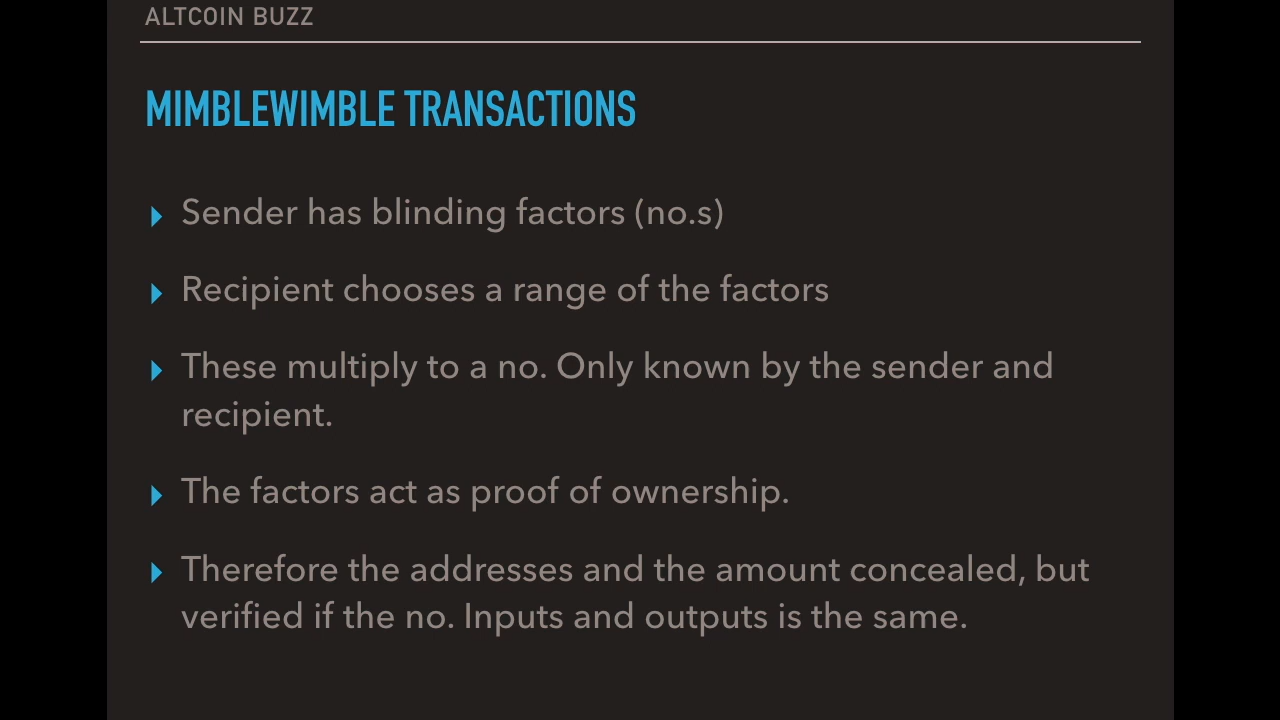 ALTCOIN BUZZ
MIMBLEWIMBLE TRANSACTIONS
Sender has blinding factors (no.s)
Recipient chooses a range of the factors
These multiply to a no. Only known by the sender and
recipient.
The factors act as proof of ownership.
Therefore the addresses and the amount concealed, but
verified if the no. Inputs and outputs is the same.